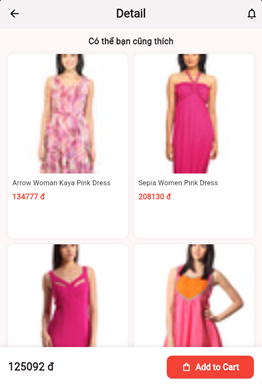 Detail
Có thể bạn cũng thích
Arrow Woman Kaya Pink Dress
134777 đ
Sepia Women Pink Dress
208130 đ
125092 đ
Add to Cart